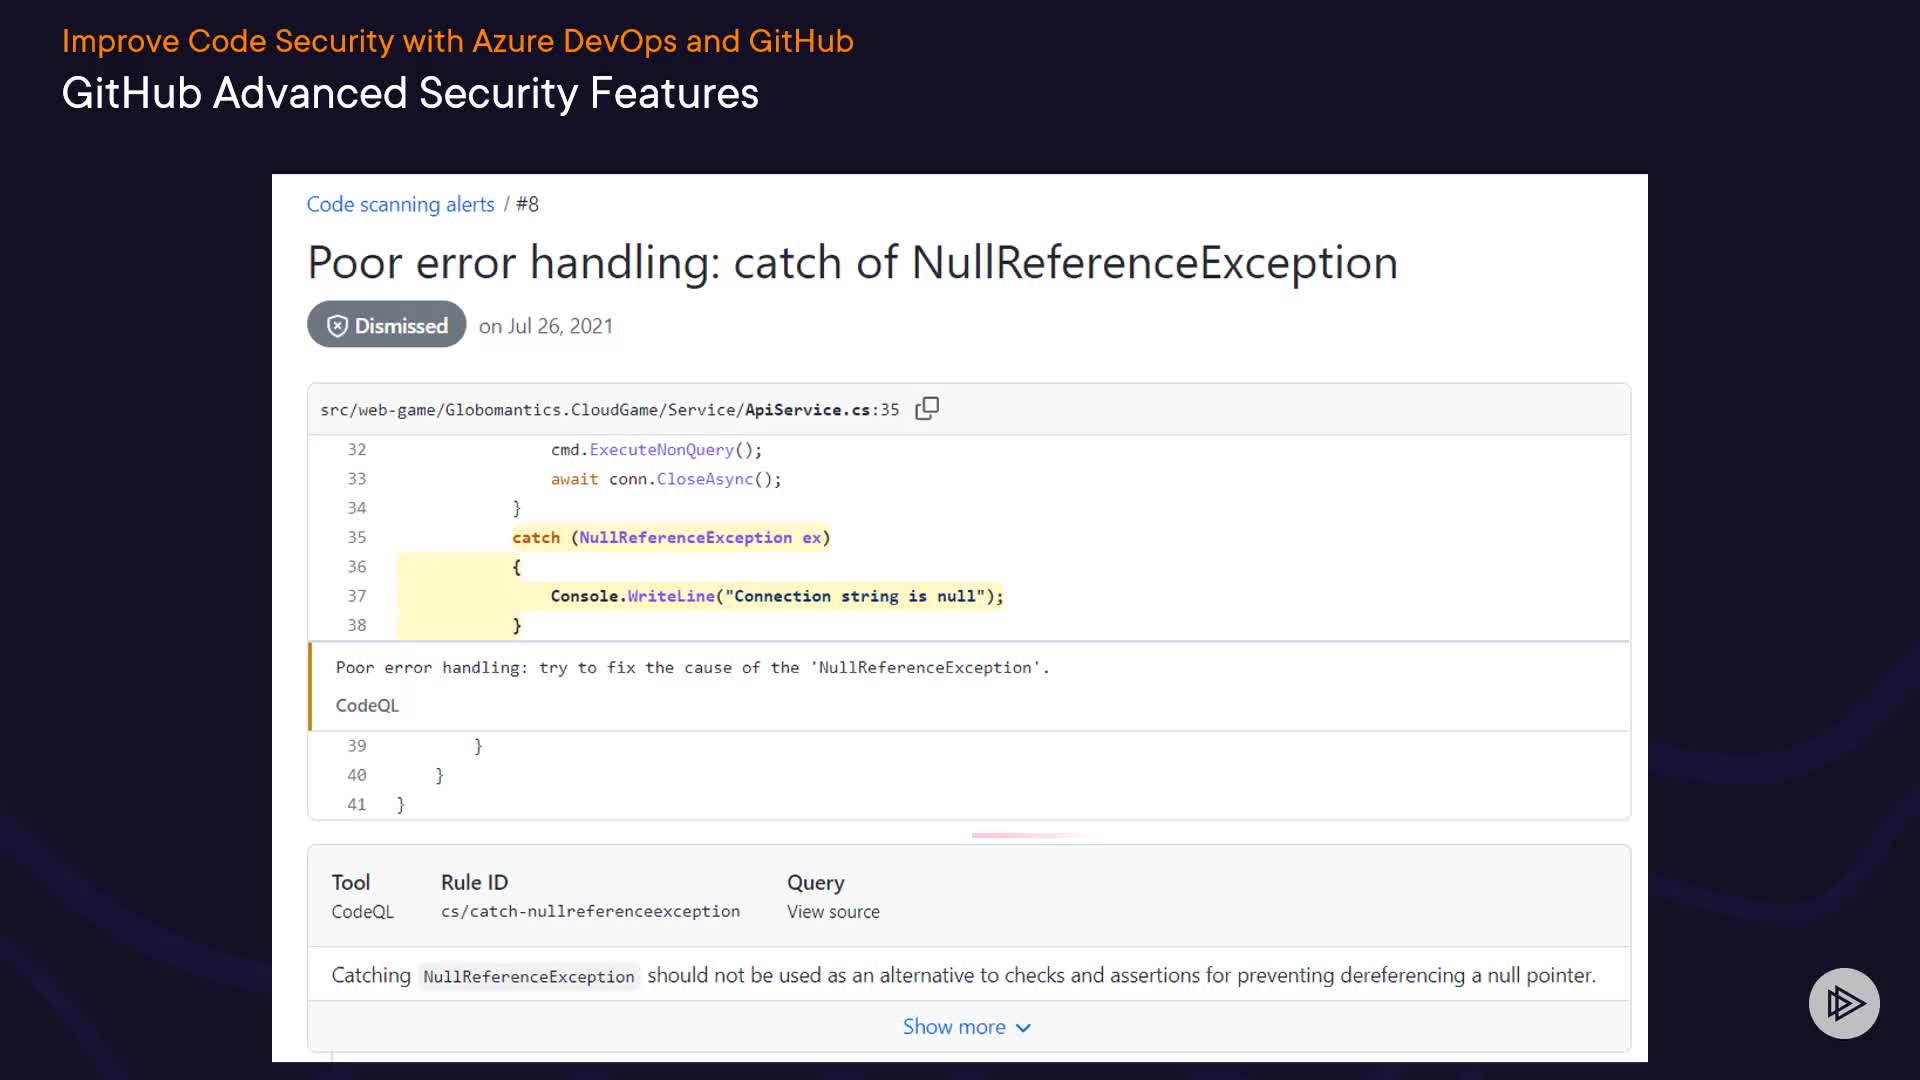 Improve Code Security with Azure DevOps and GitHub
GitHub Advanced Security Features
Code scanning alerts / #8
Poor error handling: catch of NullReferenceException
Dismissed on Jul 26, 2021
src/web-game/Globomantics.CloudGame/Service/ApiService.cs:35
32 cmd.ExecuteNonQuery();
33 await conn.CloseAsync();
34 }
35 catch (NullReferenceException ex)
36 {
37 Console.WriteLine("Connection string is null");
38 }
Poor error handling: try to fix the cause of the 'NullReferenceException'.
CodeQL
39 }
40 }
41 }
Tool Rule ID Query
CodeQL cs/catch-nullreferenceexception View source
Catching NullReferenceException should not be used as an alternative to checks and assertions for preventing dereferencing a null pointer.
Show more